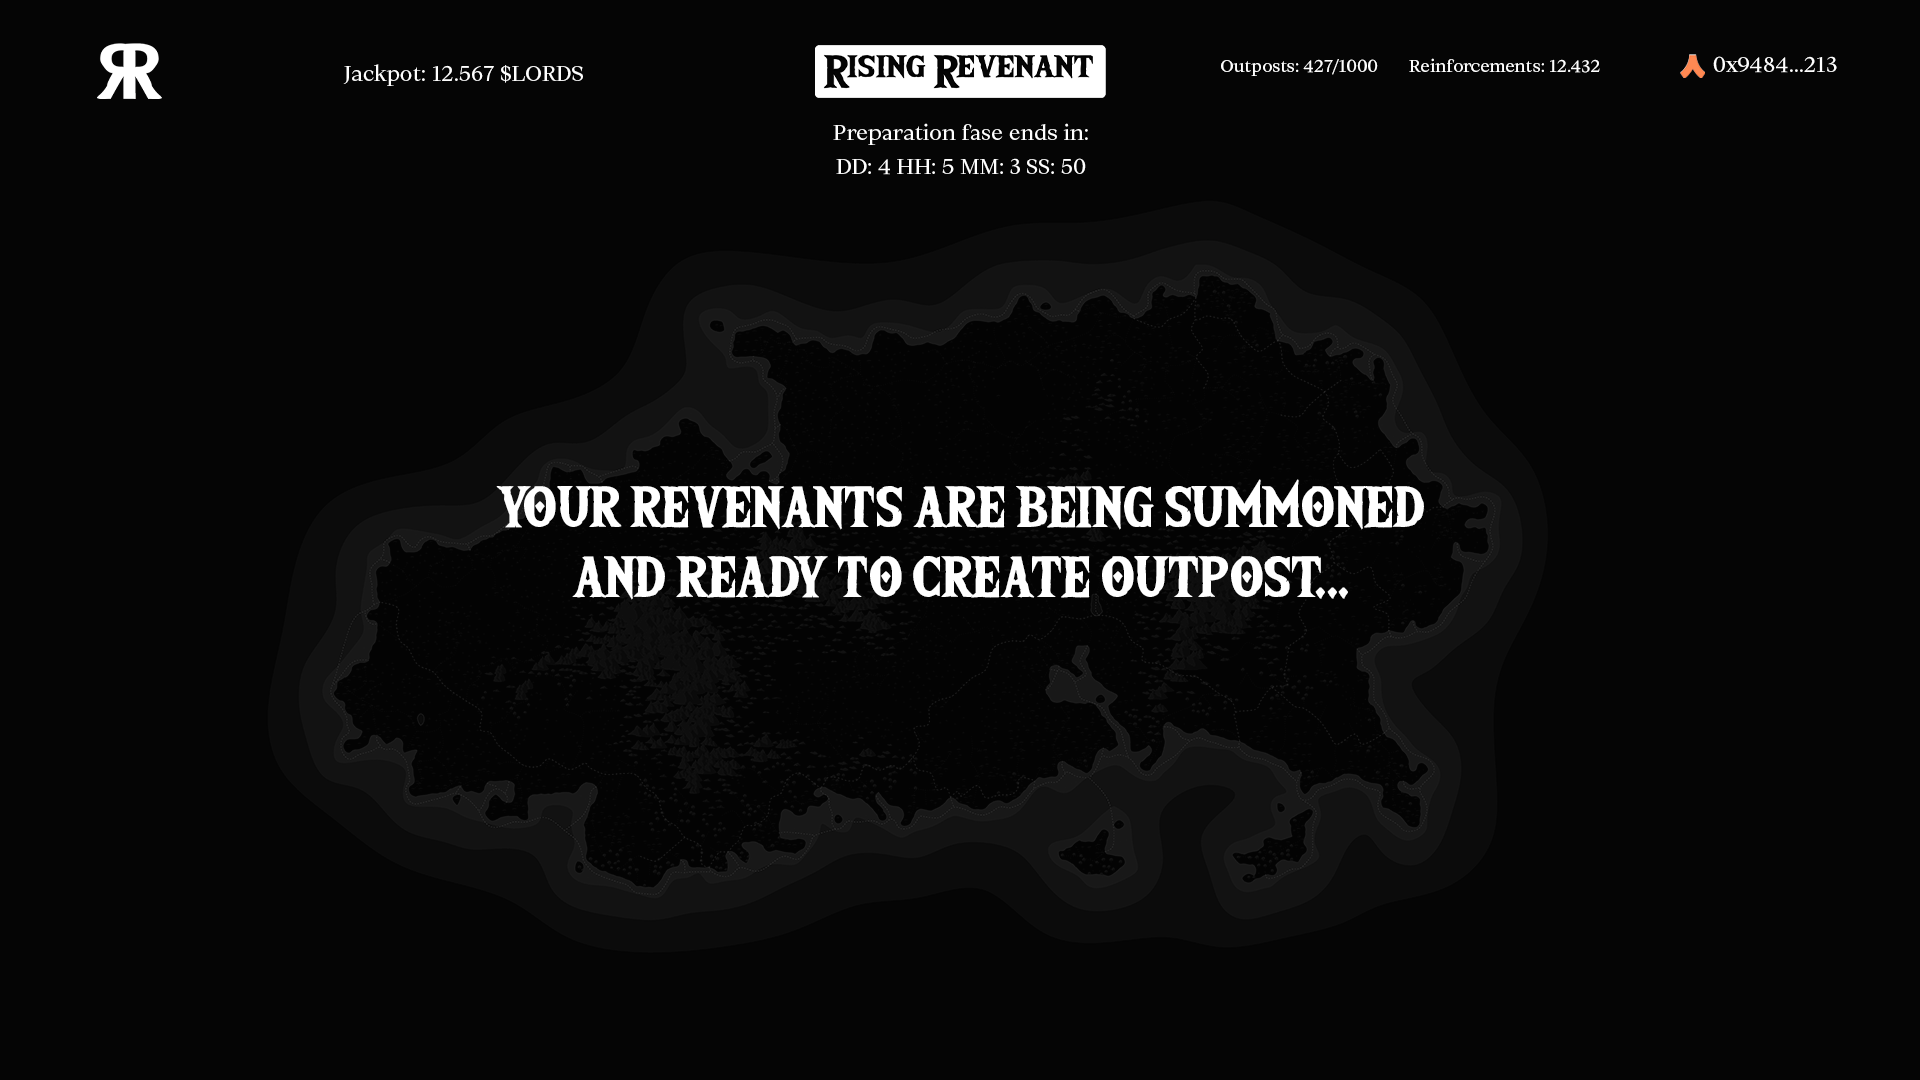 RR
Jackpot: 12.567 $LORDS
RISING REVENANT
Outposts: 427/1000
Reinforcements: 12.432
0x9484...213
Preparation fase ends in:
DD: 4 HH: 5 MM: 3 SS: 50
YOUR REVENANTS ARE BEING SUMMONED
AND READY TO CREATE OUTPOST...